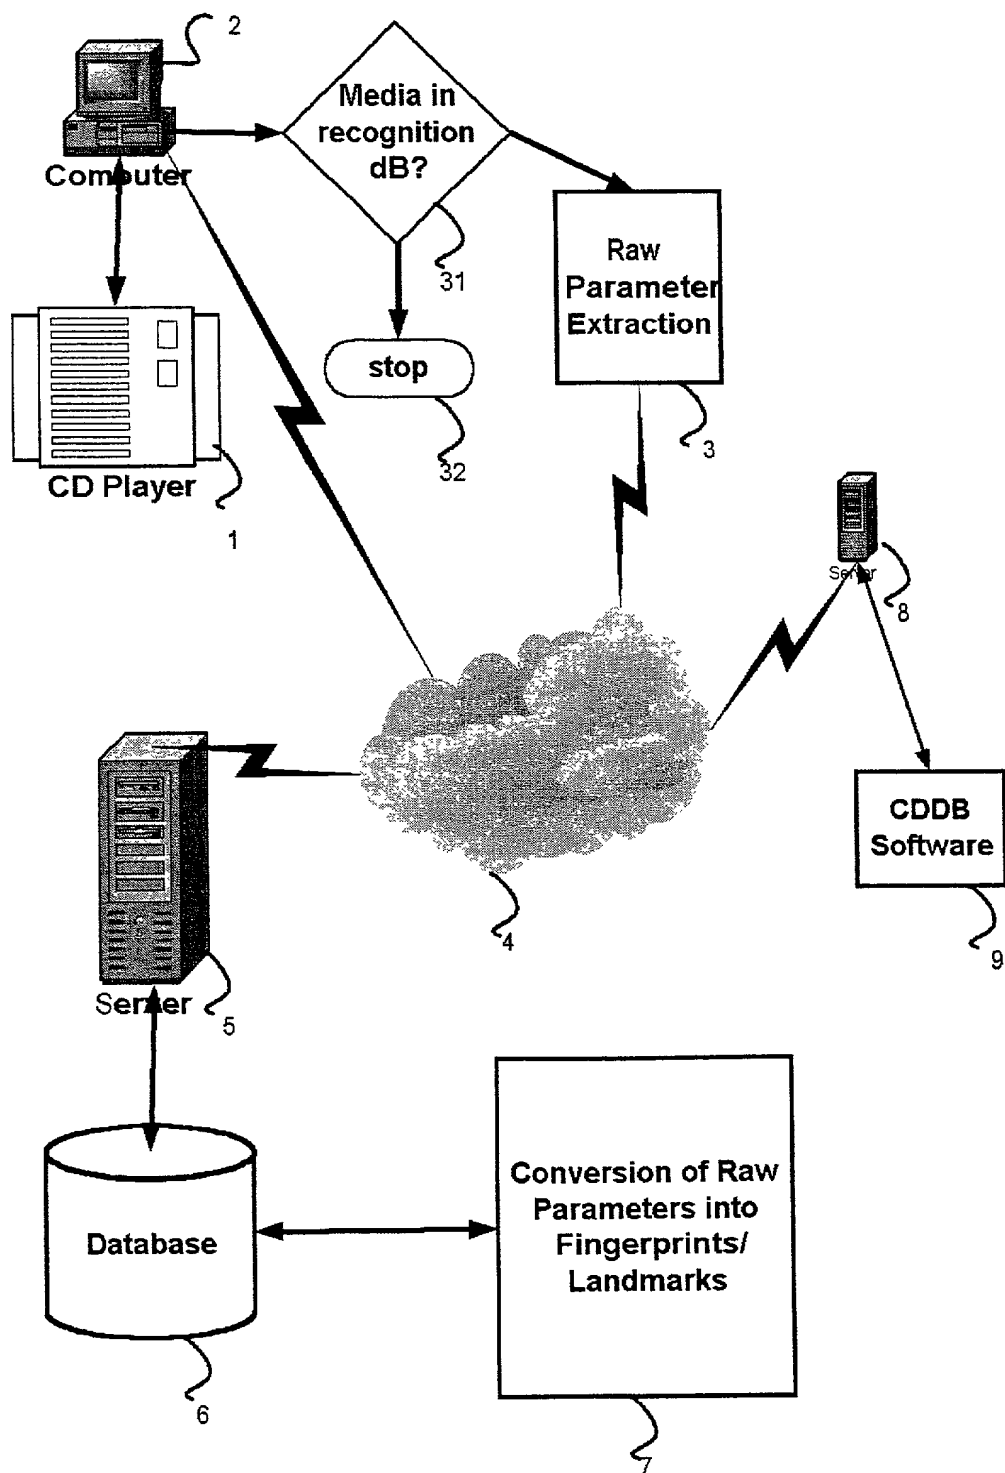 2
Media in
recognition
dB?
Computer
31
Raw
Parameter
Extraction
stop
3
32
CD Player
1
Server
8
CDDB
Software
4
9
Server
5
Database
Conversion of Raw
Parameters into
Fingerprints/
Landmarks
6
7